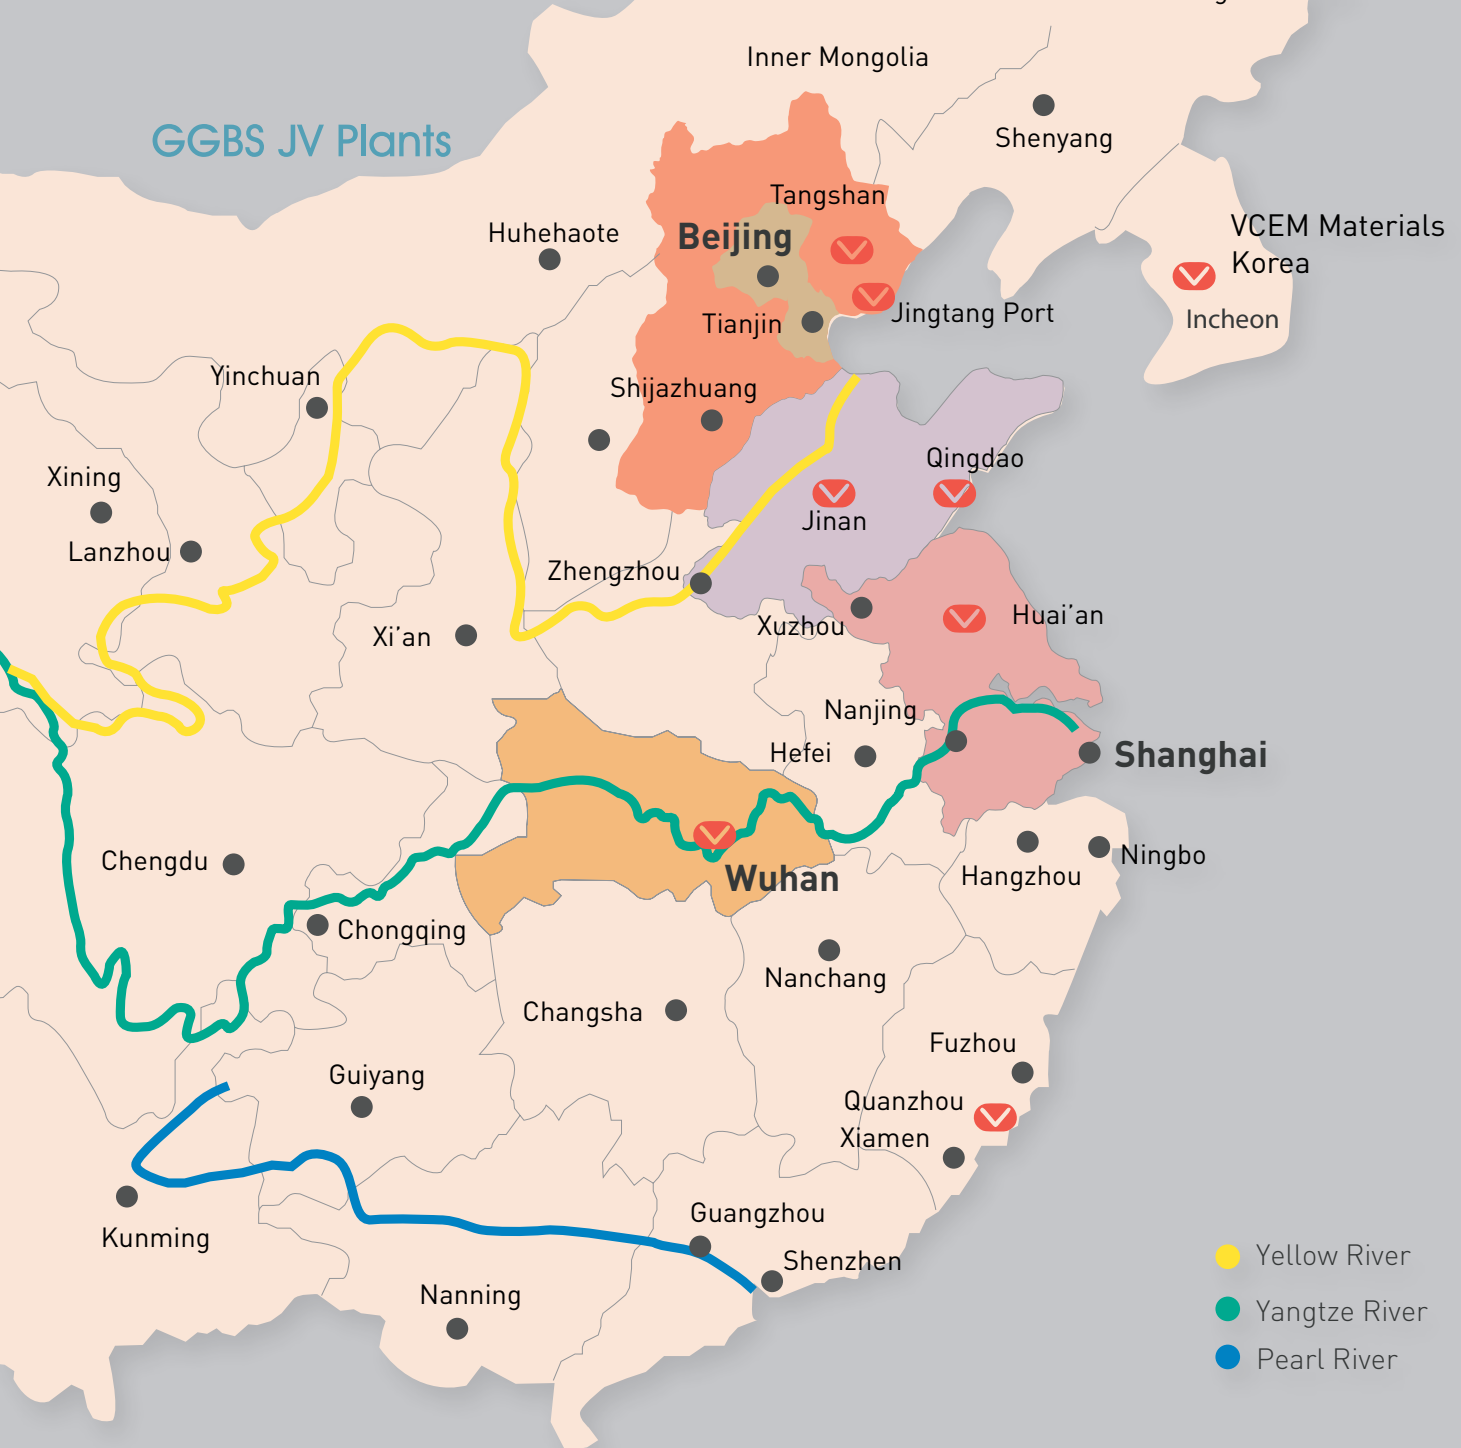 Inner Mongolia
GGBS JV Plants
Shenyang
Tangshan
Huhehaote
Beijing
VCEM Materials
Korea
Jingtang Port
Incheon
Tianjin
Yinchuan
Shijazhuang
Xining
Qingdao
Jinan
Lanzhou
Zhengzhou
Xi’an
Xuzhou
Huai’an
Nanjing
Hefei
Shanghai
Chengdu
Wuhan
Hangzhou
Ningbo
Chongqing
Nanchang
Changsha
Fuzhou
Guiyang
Quanzhou
Xiamen
Kunming
Guangzhou
Shenzhen
Nanning
Yellow River
Yangtze River
Pearl River